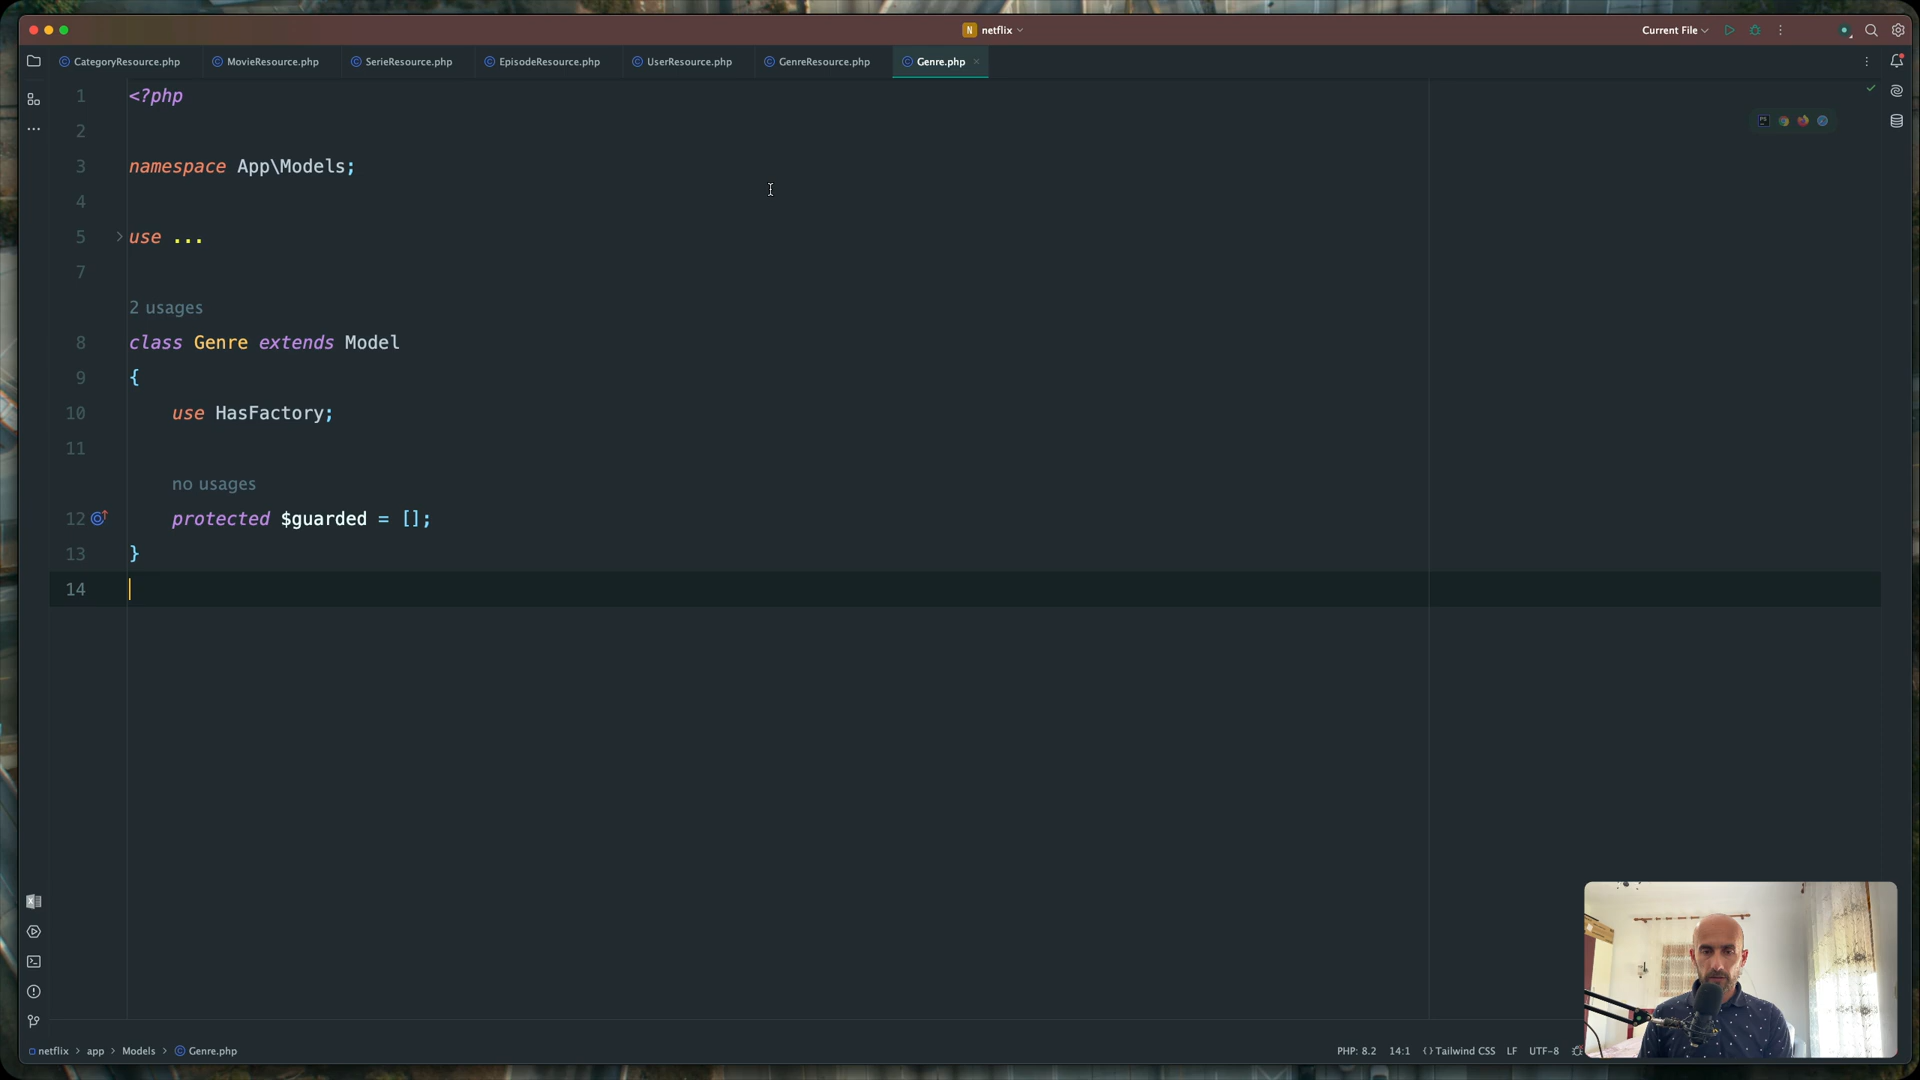 N netflix
Current File
CategoryResource.php
MovieResource.php
SerieResource.php
EpisodeResource.php
UserResource.php
GenreResource.php
Genre.php
1 <?php
2
3 namespace App\Models;
4
5 use ...
7
2 usages
8 class Genre extends Model
9 {
10 use HasFactory;
11
no usages
12 protected $guarded = [];
13 }
14
netflix > app > Models > Genre.php
PHP: 8.2 14:1 Tailwind CSS LF UTF-8